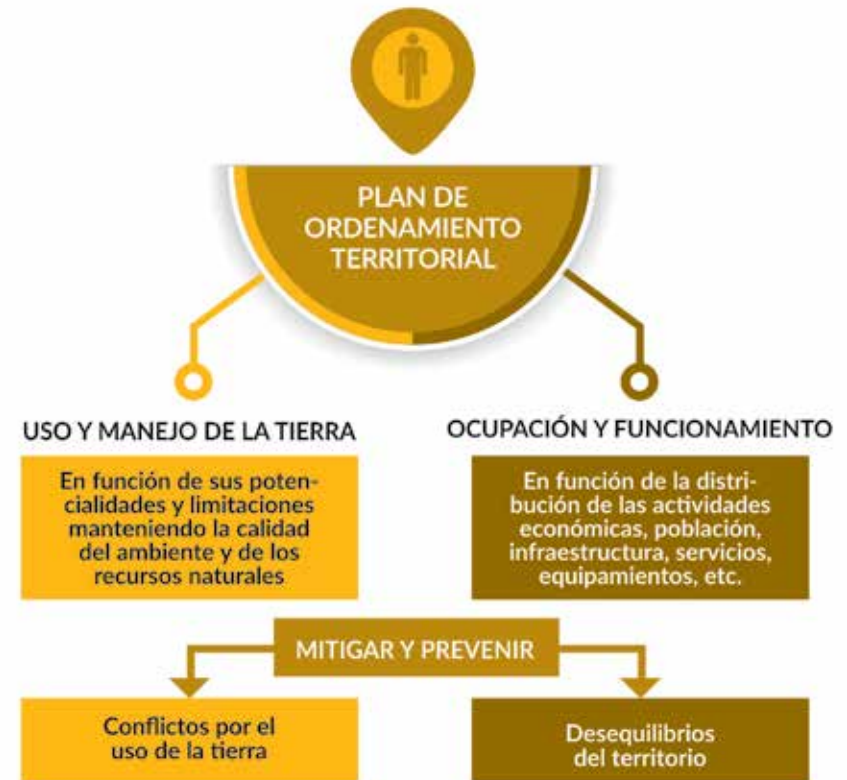 PLAN DE
ORDENAMIENTO
TERRITORIAL
USO Y MANEJO DE LA TIERRA
En función de sus poten-
cialidades y limitaciones
manteniendo la calidad
del ambiente y de los
recursos naturales
OCUPACIÓN Y FUNCIONAMIENTO
En función de la distri-
bución de las actividades
económicas, población,
infraestructura, servicios,
equipamientos, etc.
MITIGAR Y PREVENIR
Conflictos por el
uso de la tierra
Desequilibrios
del territorio